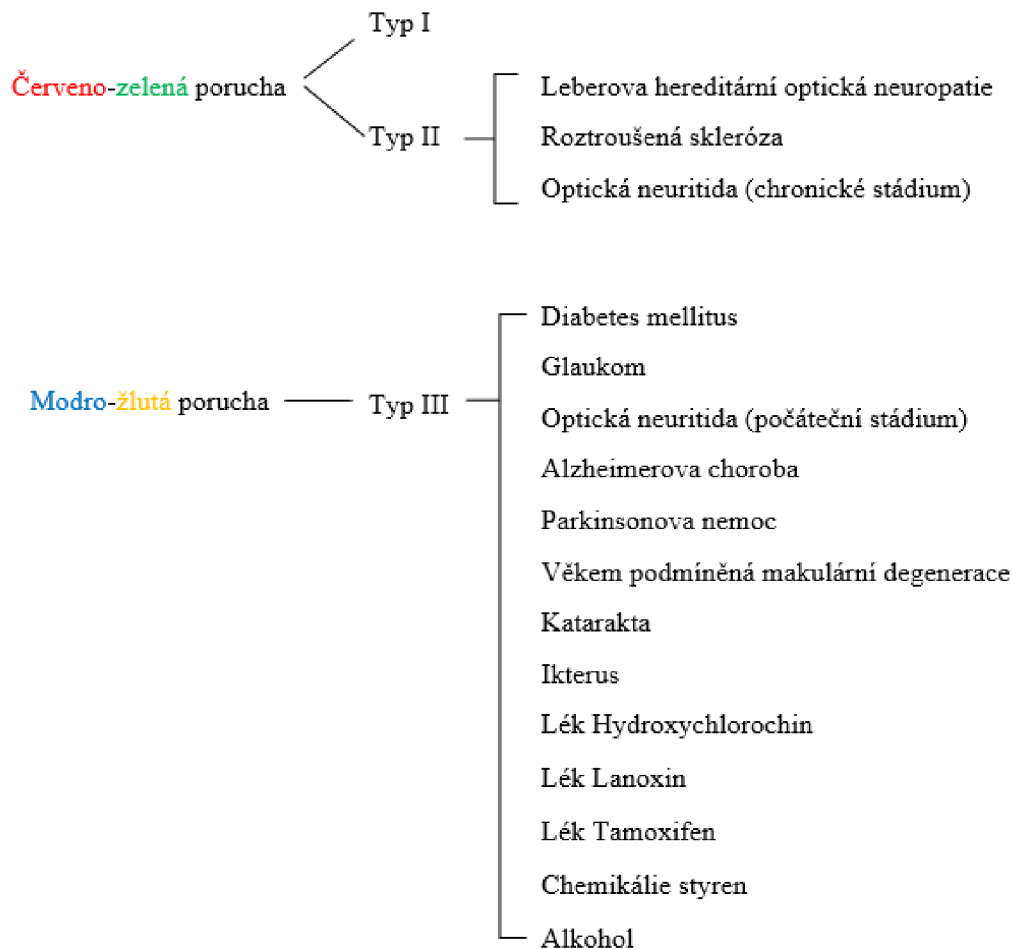 Typ I
Červeno-zelená porucha
Typ II
Leberova hereditární optická neuropatie
Roztroušená skleróza
Optická neuritida (chronické stádium)
Modro-žlutá porucha
Typ III
Diabetes mellitus
Glaukom
Optická neuritida (počáteční stádium)
Alzheimerova choroba
Parkinsonova nemoc
Věkem podmíněná makulární degenerace
Katarakta
Ikterus
Lék Hydroxychlorochin
Lék Lanoxin
Lék Tamoxifen
Chemikálie styren
Alkohol